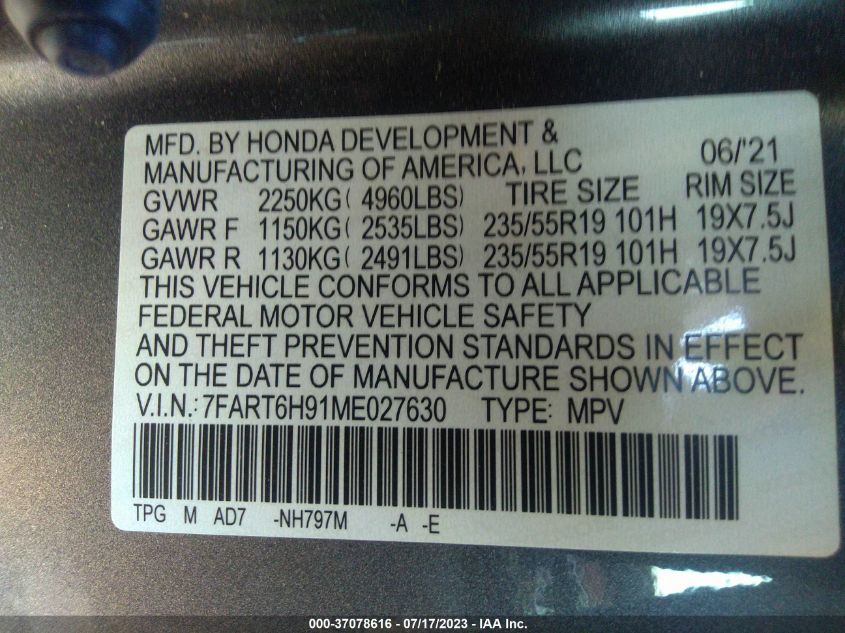 MFD. BY HONDA DEVELOPMENT &
MANUFACTURING OF AMERICA, LLC 06/'21
GVWR 2250KG( 4960LBS) TIRE SIZE RIM SIZE
GAWR F 1150KG( 2535LBS) 235/55R19 101H 19X7.5J
GAWR R 1130KG( 2491LBS) 235/55R19 101H 19X7.5J
THIS VEHICLE CONFORMS TO ALL APPLICABLE
FEDERAL MOTOR VEHICLE SAFETY
AND THEFT PREVENTION STANDARDS IN EFFECT
ON THE DATE OF MANUFACTURE SHOWN ABOVE.
V.I.N.: 7FART6H91ME027630 TYPE: MPV
TPG M AD7 -NH797M -A -E
000-37078616 - 07/17/2023 - IAA Inc.